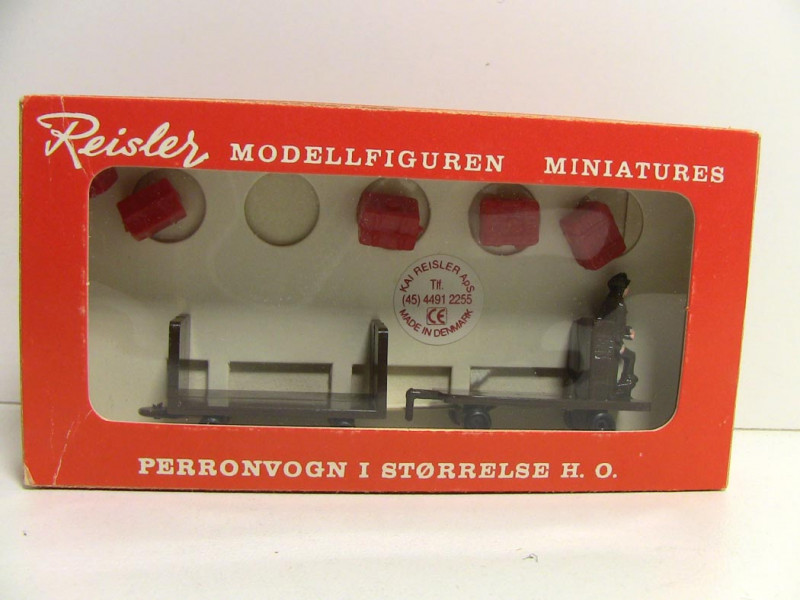 Reisler MODELLFIGUREN MINIATURES
KAI REISLER ApS
Tlf.
(45) 4491 2255
CE
MADE IN DENMARK
PERRONVOGN I STØRRELSE H. O.